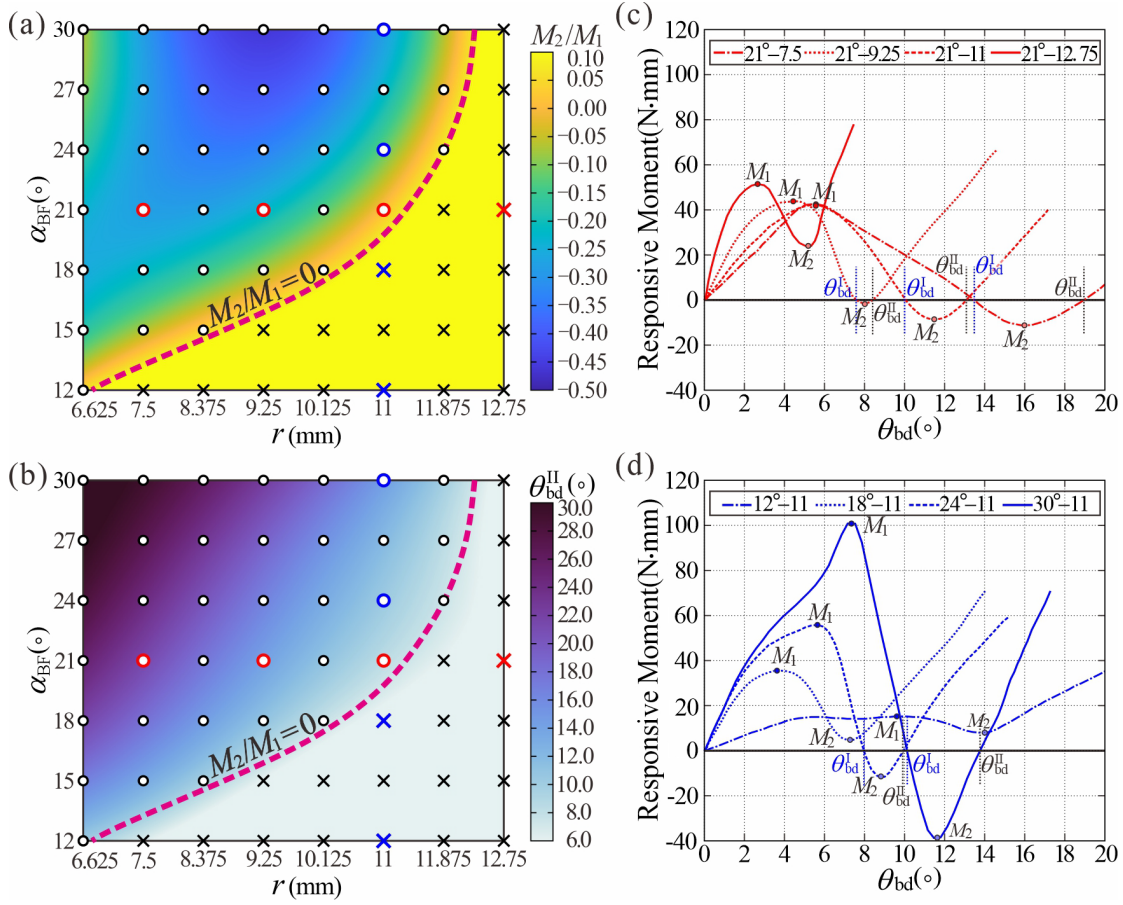 (a)
30
27
24
21
18
15
12
α_BF(○)
6.625 7.5 8.375 9.25 10.125 11 11.875 12.75
r (mm)
M₂/M₁=0
M₂/M₁
0.10
0.05
0.00
−0.05
−0.10
−0.15
−0.20
−0.25
−0.30
−0.35
−0.40
−0.45
−0.50
(b)
30
27
24
21
18
15
12
α_BF(○)
6.625 7.5 8.375 9.25 10.125 11 11.875 12.75
r (mm)
M₂/M₁=0
θ_bd^II(○)
30.0
28.0
26.0
24.0
22.0
20.0
18.0
16.0
14.0
12.0
10.0
8.0
6.0
(c)
120
100
80
60
40
20
0
-20
-40
Responsive Moment(N·mm)
21°−7.5 21°−9.25 21°−11 21°−12.75
M₁ M₁ M₁
M₂
θ_bd^I θ_bd^II θ_bd^I θ_bd^II θ_bd^I θ_bd^II
M₂ M₂ M₂
0 2 4 6 8 10 12 14 16 18 20
θ_bd(○)
(d)
120
100
80
60
40
20
0
-20
-40
Responsive Moment(N·mm)
12°−11 18°−11 24°−11 30°−11
M₁
M₁
M₁
M₁
M₂ M₂
θ_bd^I θ_bd^I θ_bd^II
M₂ θ_bd^II
M₂
0 2 4 6 8 10 12 14 16 18 20
θ_bd(○)